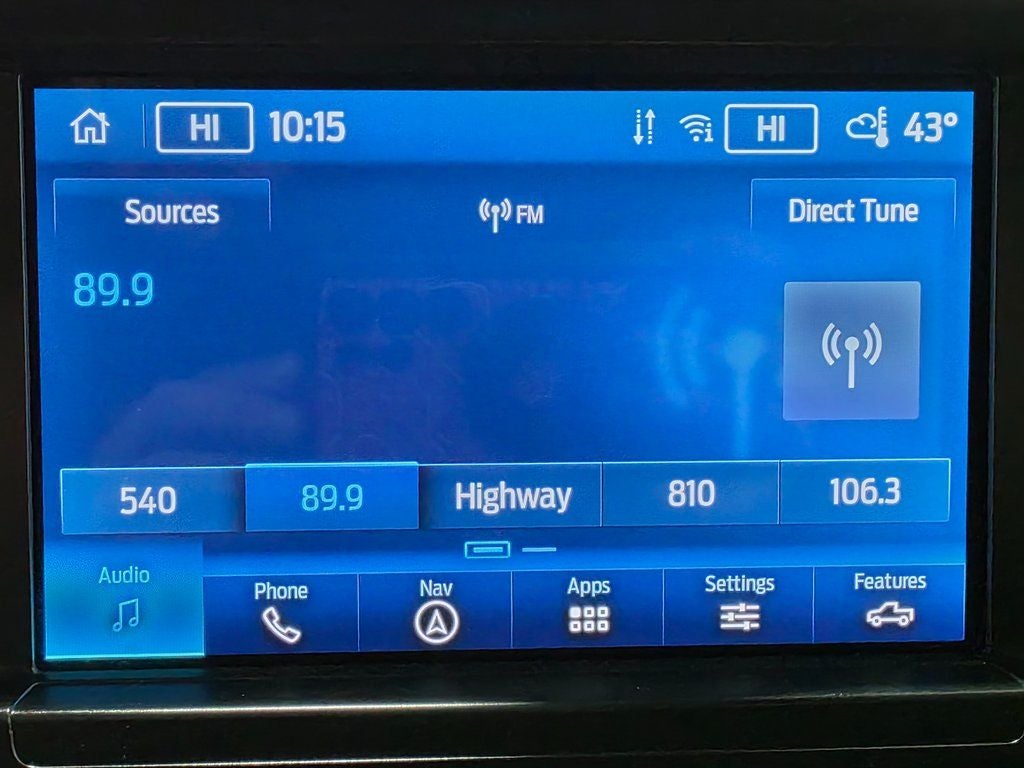 HI 10:15 HI 43°
Sources FM Direct Tune
89.9
540 89.9 Highway 810 106.3
Audio Phone Nav Apps Settings Features